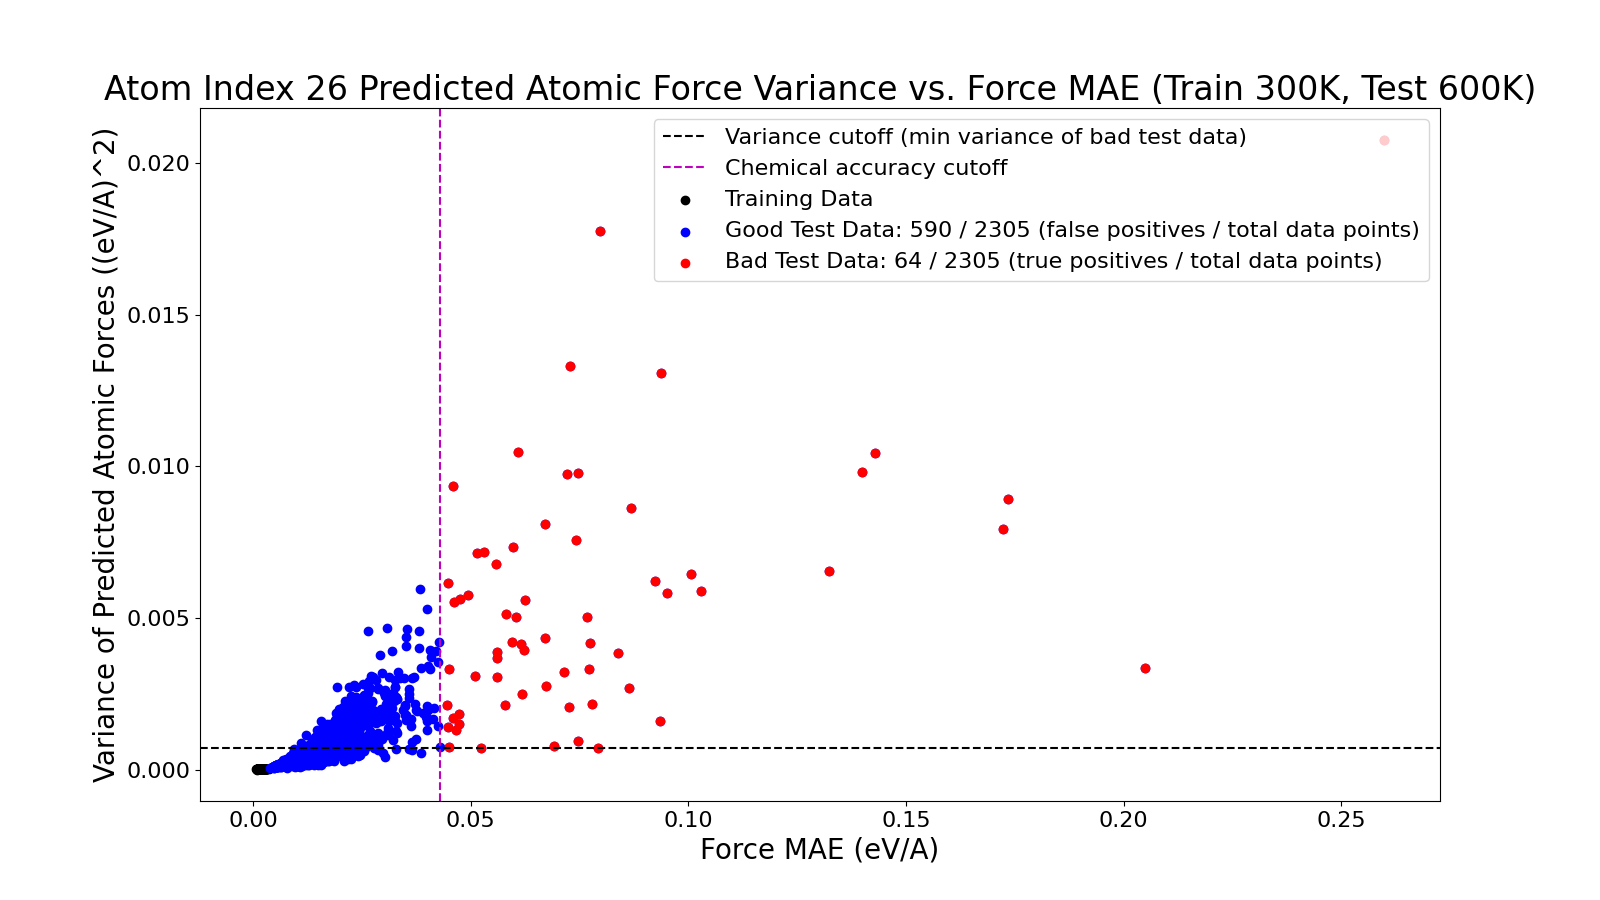 Atom Index 26 Predicted Atomic Force Variance vs. Force MAE (Train 300K, Test 600K)
Variance cutoff (min variance of bad test data)
Chemical accuracy cutoff
Training Data
Good Test Data: 590 / 2305 (false positives / total data points)
Bad Test Data: 64 / 2305 (true positives / total data points)
Variance of Predicted Atomic Forces ((eV/A)^2)
0.020
0.015
0.010
0.005
0.000
0.00 0.05 0.10 0.15 0.20 0.25
Force MAE (eV/A)